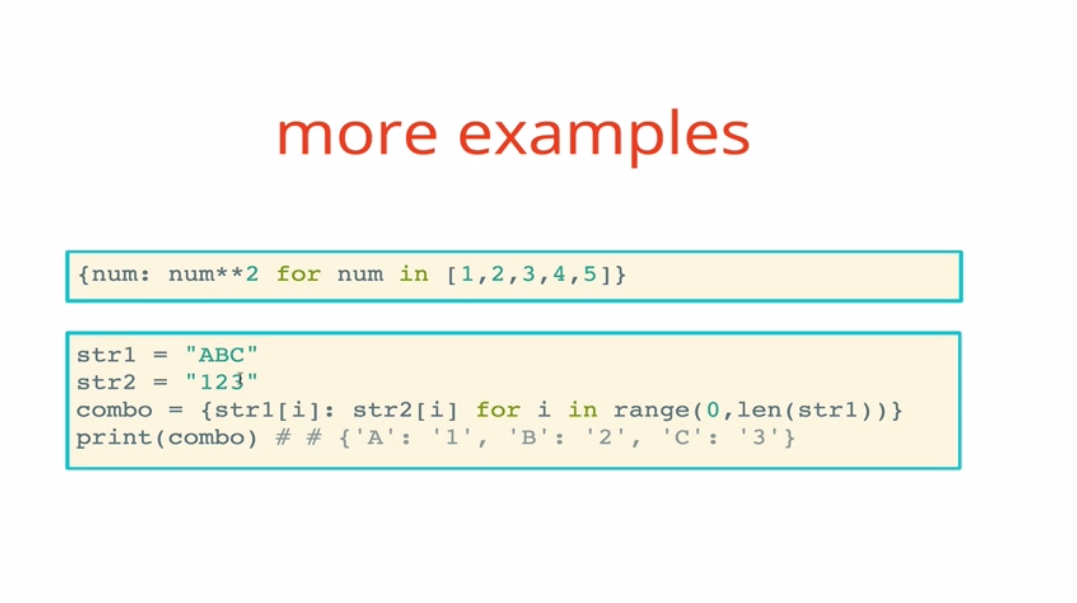 more examples
{num: num**2 for num in [1,2,3,4,5]}
str1 = "ABC"
str2 = "123"
combo = {str1[i]: str2[i] for i in range(0,len(str1))}
print(combo) # # {'A': '1', 'B': '2', 'C': '3'}